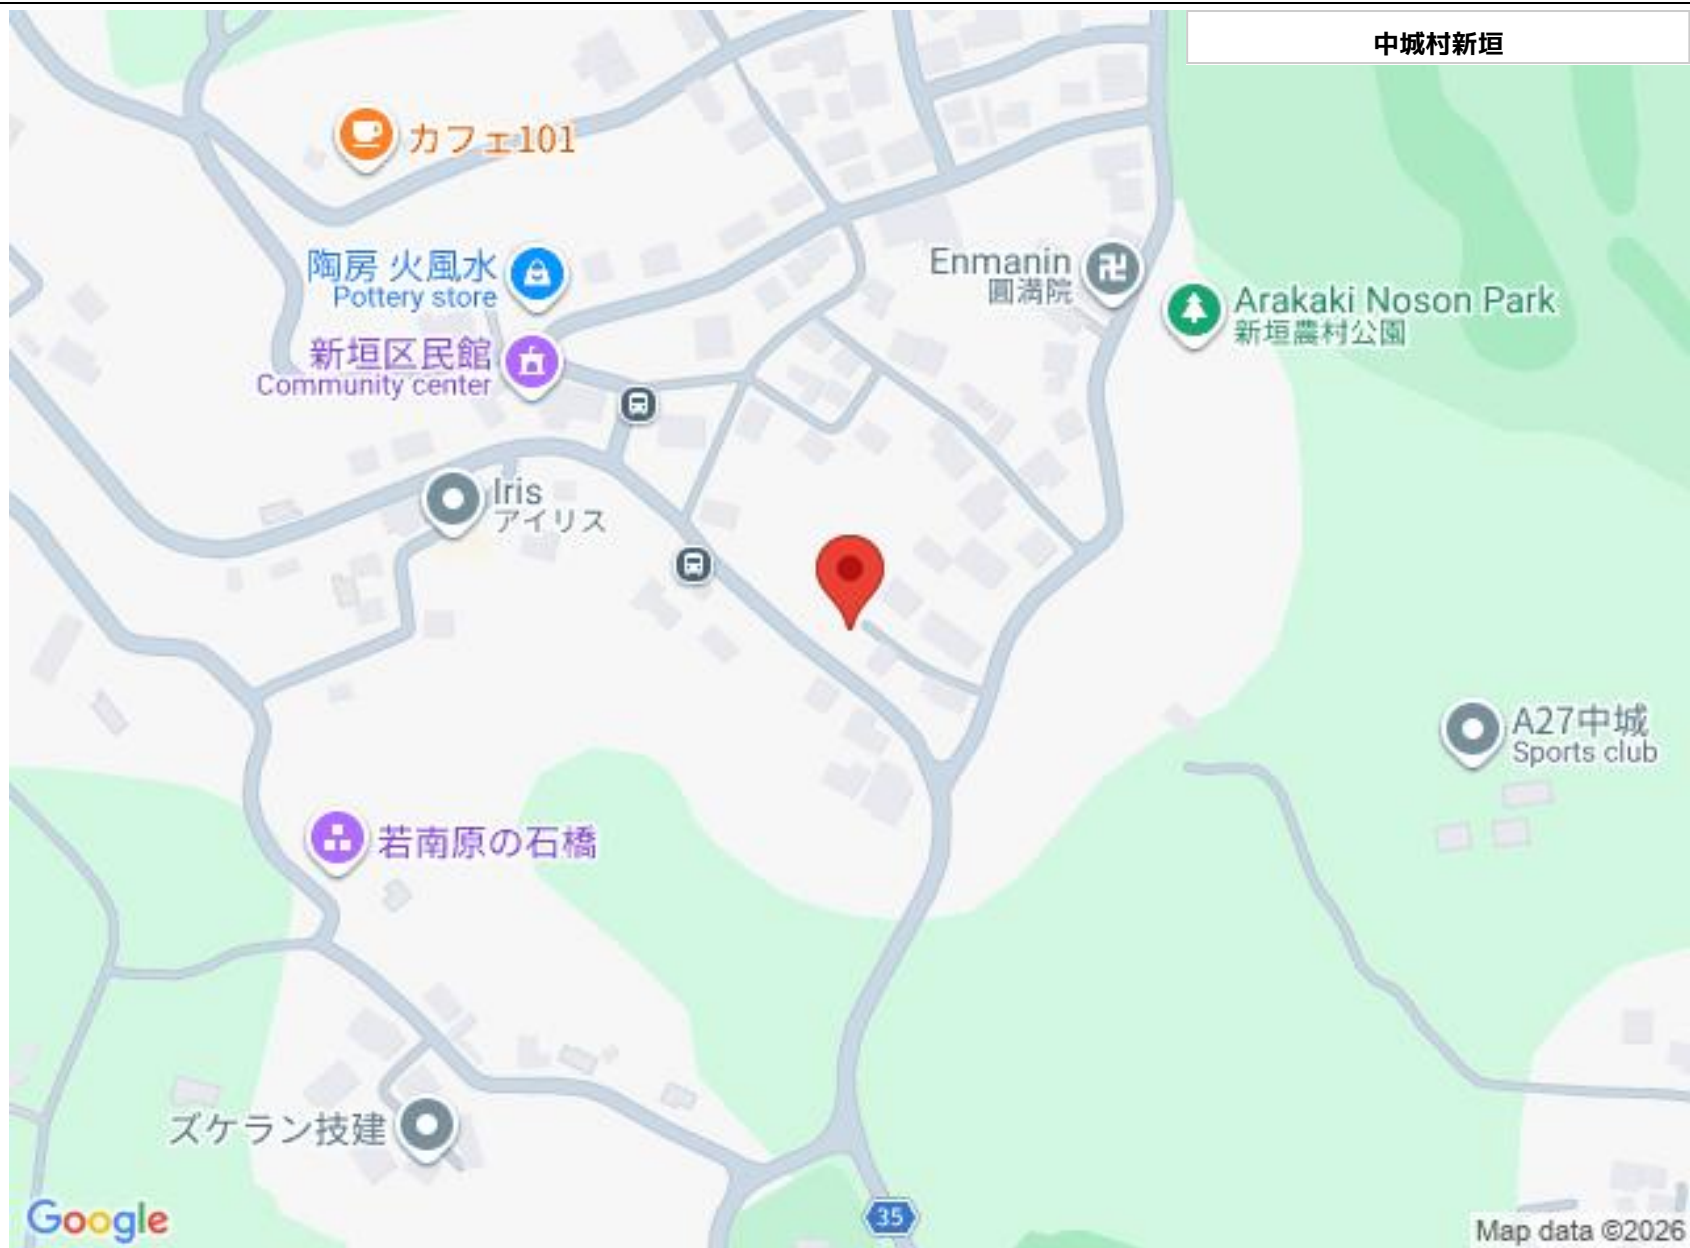 中城村新垣
カフェ101
陶房 火風水
Pottery store
Enmanin
圓満院
Arakaki Noson Park
新垣農村公園
新垣区民館
Community center
Iris
アイリス
A27中城
Sports club
若南原の石橋
ズケラン技建
35
Google
Map data ©2026